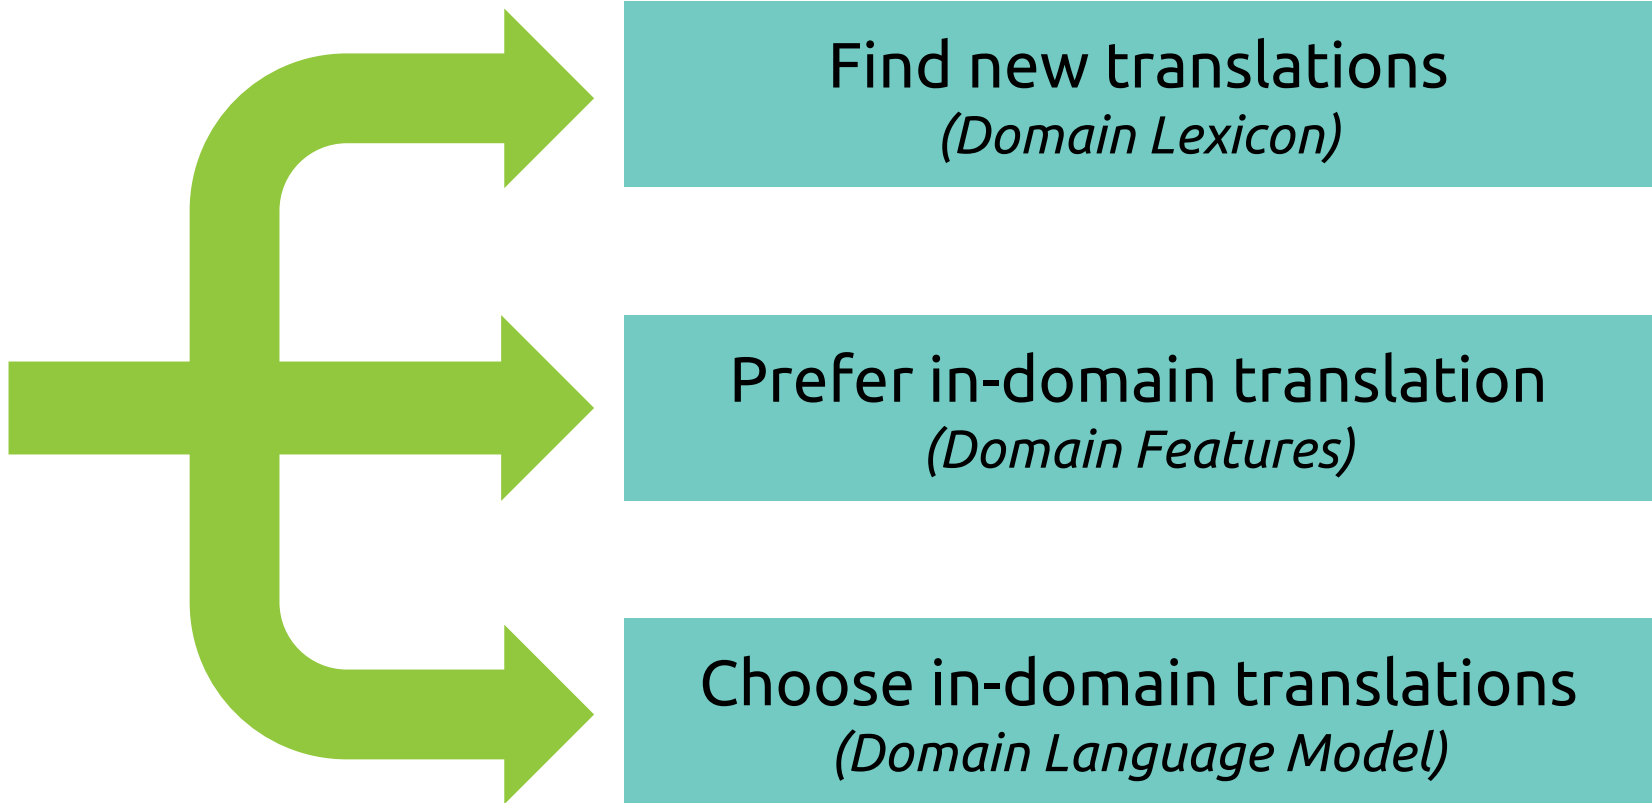 Find new translations
(Domain Lexicon)
Prefer in-domain translation
(Domain Features)
Choose in-domain translations
(Domain Language Model)